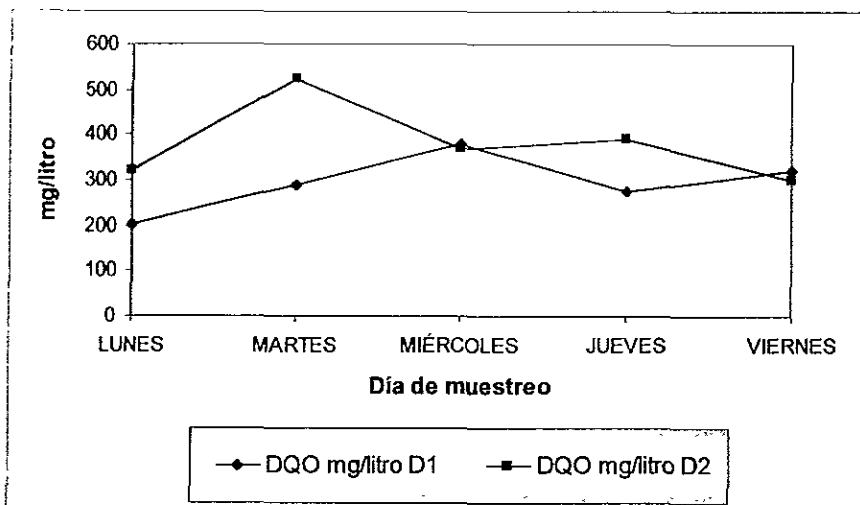 600
500
400
300
200
100
0
mg/litro
LUNES MARTES MIÉRCOLES JUEVES VIERNES
Día de muestreo
DQO mg/litro D1 DQO mg/litro D2